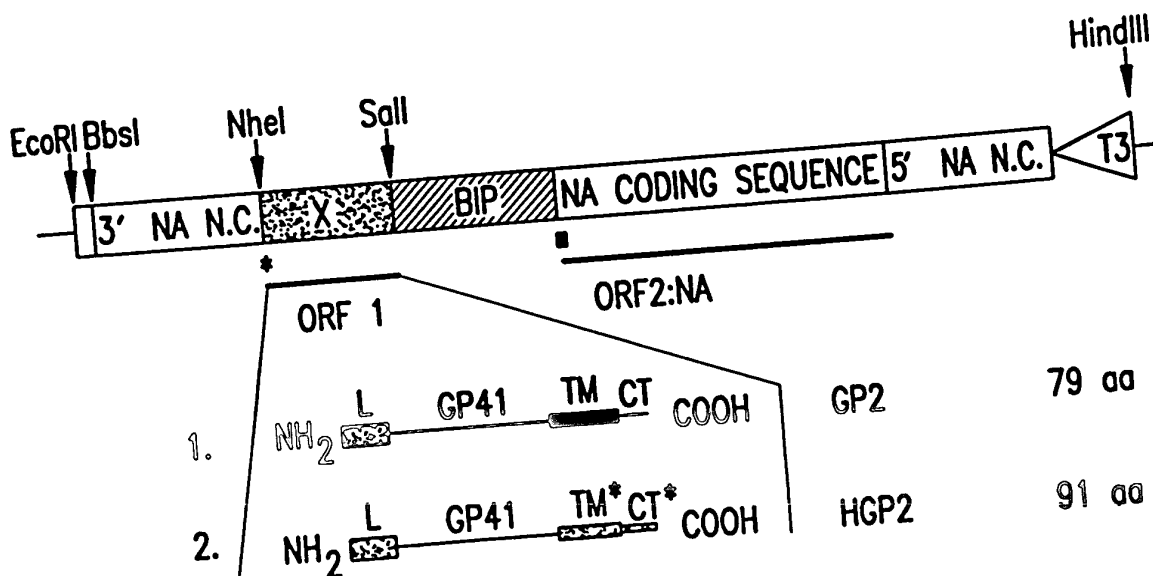 HindIII
EcoRI BbsI NheI SalI
3′ NA N.C. X BIP NA CODING SEQUENCE 5′ NA N.C. T3
* ■
ORF 1 ORF2:NA
L GP41 TM CT
1. NH2 COOH GP2 79 aa
L GP41 TM* CT*
2. NH2 COOH HGP2 91 aa